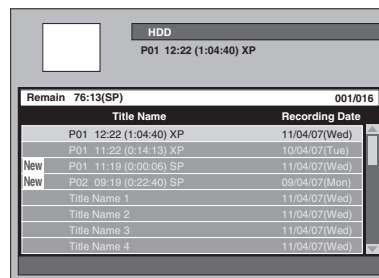 HDD
P01 12:22 (1:04:40) XP
Remain 76:13(SP) 001/016
Title Name Recording Date
P01 12:22 (1:04:40) XP 11/04/07(Wed)
P01 11:22 (0:14:13) XP 10/04/07(Tue)
New P01 11:19 (0:00:06) SP 11/04/07(Wed)
New P02 09:19 (0:22:40) SP 09/04/07(Mon)
Title Name 1 11/04/07(Wed)
Title Name 2 11/04/07(Wed)
Title Name 3 11/04/07(Wed)
Title Name 4 11/04/07(Wed)